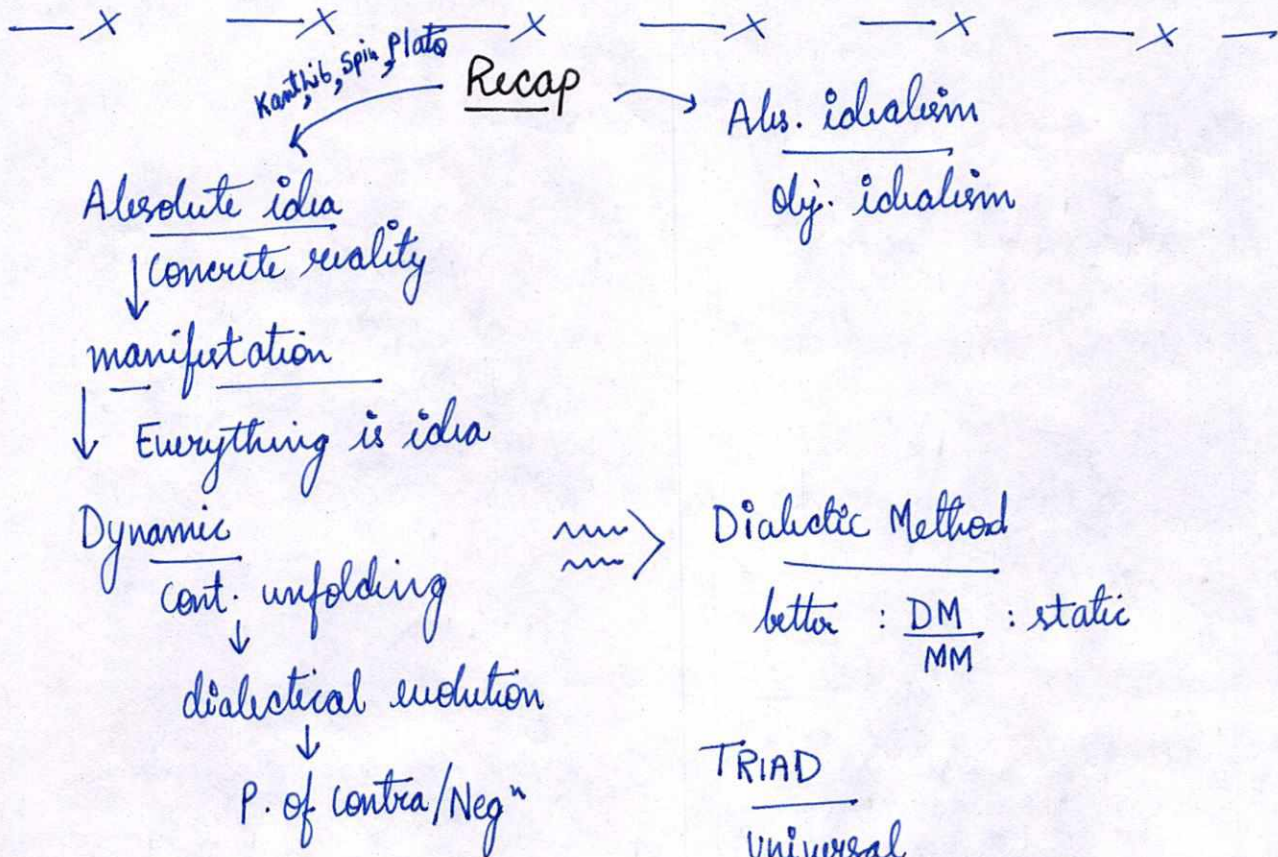 Kant, Lib, Spin, Plato
Recap
Abs. idealism
obj. idealism
Absolute idea
Concrete reality
manifestation
Everything is idea
Dynamic
cont. unfolding
dialectical evolution
P. of contra/Negⁿ
Dialectic Method
better : DM : static
MM
TRIAD
universal